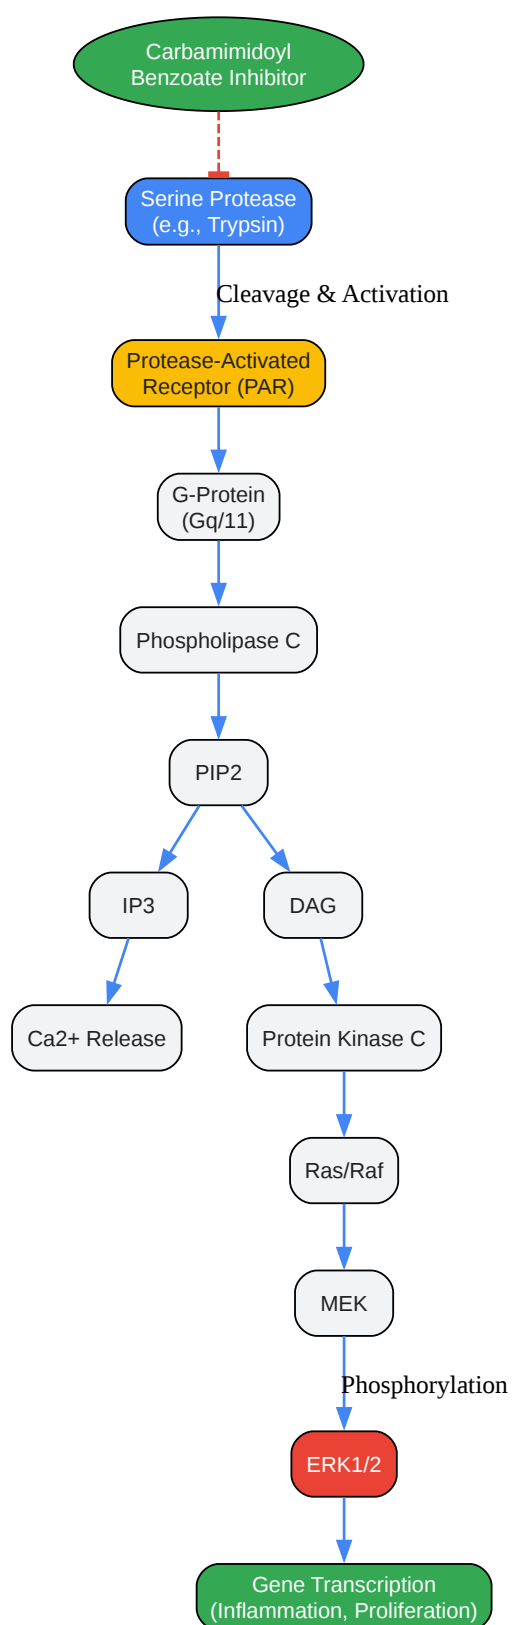 Carbamimidoyl
Benzoate Inhibitor
Serine Protease
(e.g., Trypsin)
Cleavage & Activation
Protease-Activated
Receptor (PAR)
G-Protein
(Gq/11)
Phospholipase C
PIP2
IP3
DAG
Ca2+ Release
Protein Kinase C
Ras/Raf
MEK
Phosphorylation
ERK1/2
Gene Transcription
(Inflammation, Proliferation)